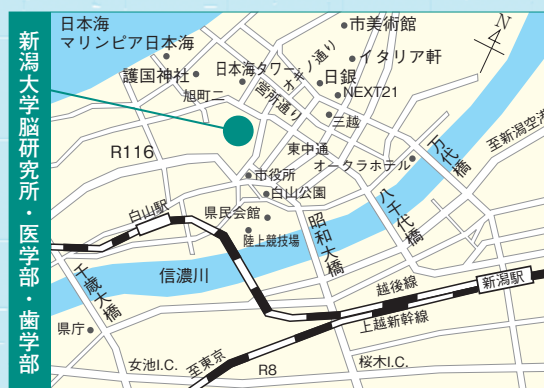 新潟大学脳研究所・医学部・歯学部
日本海
マリンピア日本海
護国神社
日本海タワー
旭町二
営所通り
オギノ通り
市美術館
イタリア軒
日銀
NEXT21
三越
N
R116
東中通
オークラホテル
万代橋
至新潟空港
市役所
白山公園
白山駅
県民会館
陸上競技場
昭和大橋
八千代橋
千歳大橋
信濃川
越後線
新潟駅
上越新幹線
県庁
女池I.C.
至東京
R8
桜木I.C.